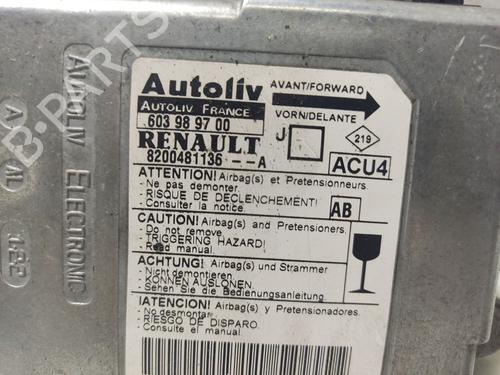 Autoliv
AVANT/FORWARD
AUTOLIV FRANCE
603 98 97 00
VORN/DELANTE
RENAULT
J
219
8200481136 --A
ACU4
ATTENTION! Airbag(s) et Pretensionneurs.
- Ne pas demonter.
- RISQUE DE DECLENCHEMENT!
- Consulter la notice.
AB
CAUTION! Airbag(s) and Pretensioners.
- Do not remove.
- TRIGGERING HAZARD!
- Read manual.
ACHTUNG! Airbag(s) und Strammer
- Nicht demontieren.
- KONNEN AUSLONEN.
- Sehen Sie die Bedienungsanleitung
¡ATENCION! Airbag(s) y Pretensionadores.
- No desmontar.
- RIESGO DE DISPARO.
- Consulte el manual.
AUTOLIV ELECTRONIC
B-PARTS